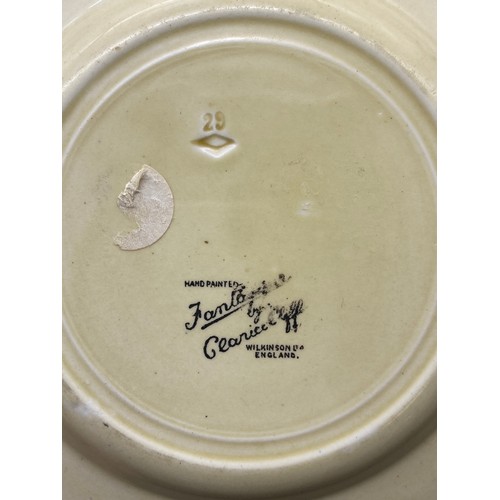 29
HAND PAINTED
Fantasque
by
Clarice Cliff
WILKINSON LTD
ENGLAND.